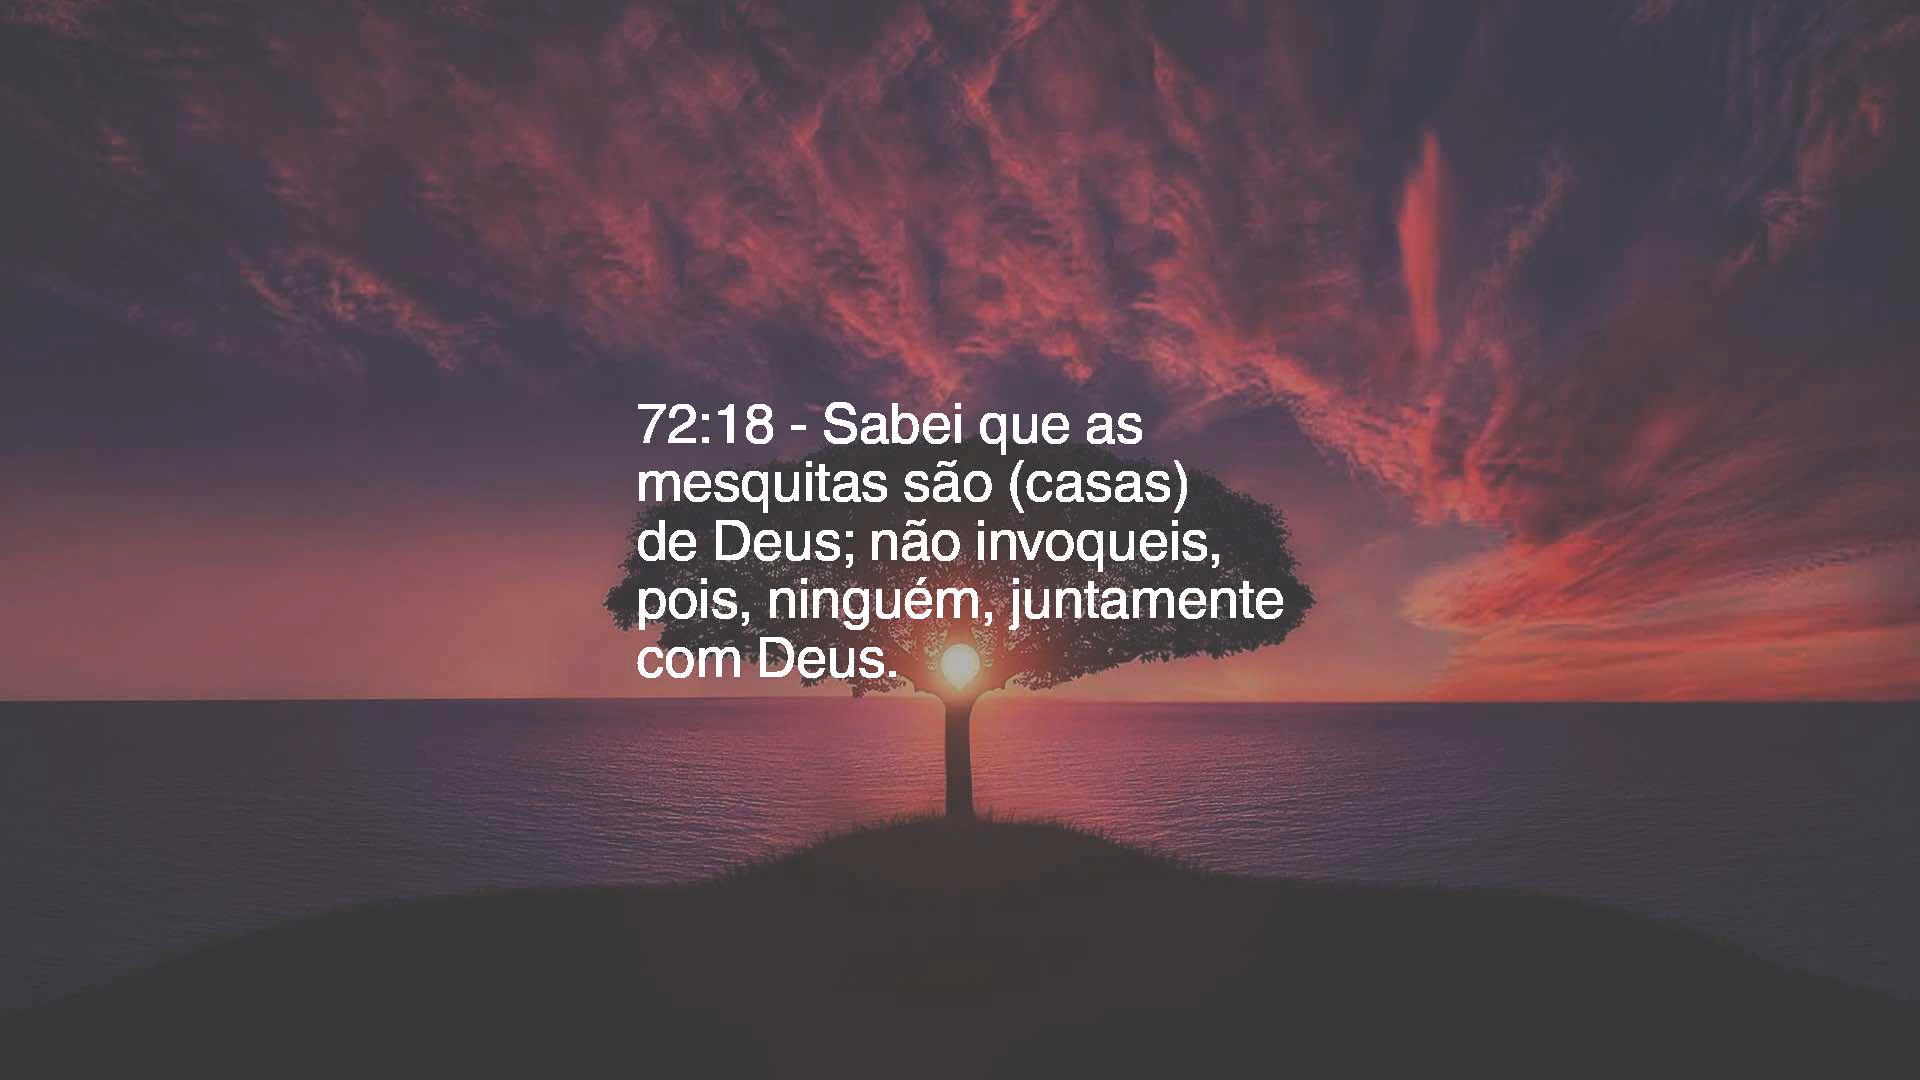 72:18 - Sabei que as
mesquitas são (casas)
de Deus; não invoqueis,
pois, ninguém, juntamente
com Deus.